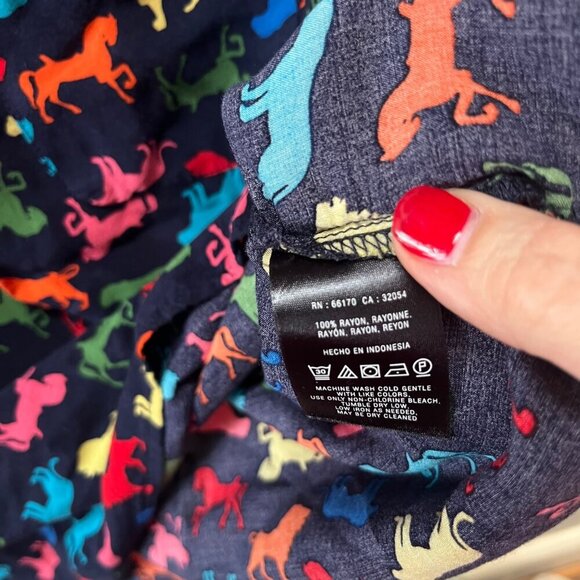 RN : 66170 CA : 32054
100% RAYON, RAYONNE,
RAYÓN, RAYON, REYON
HECHO EN INDONESIA
30
P
MACHINE WASH COLD GENTLE
WITH LIKE COLORS,
USE ONLY NON-CHLORINE BLEACH,
TUMBLE DRY LOW,
LOW IRON AS NEEDED,
MAY BE DRY CLEANED